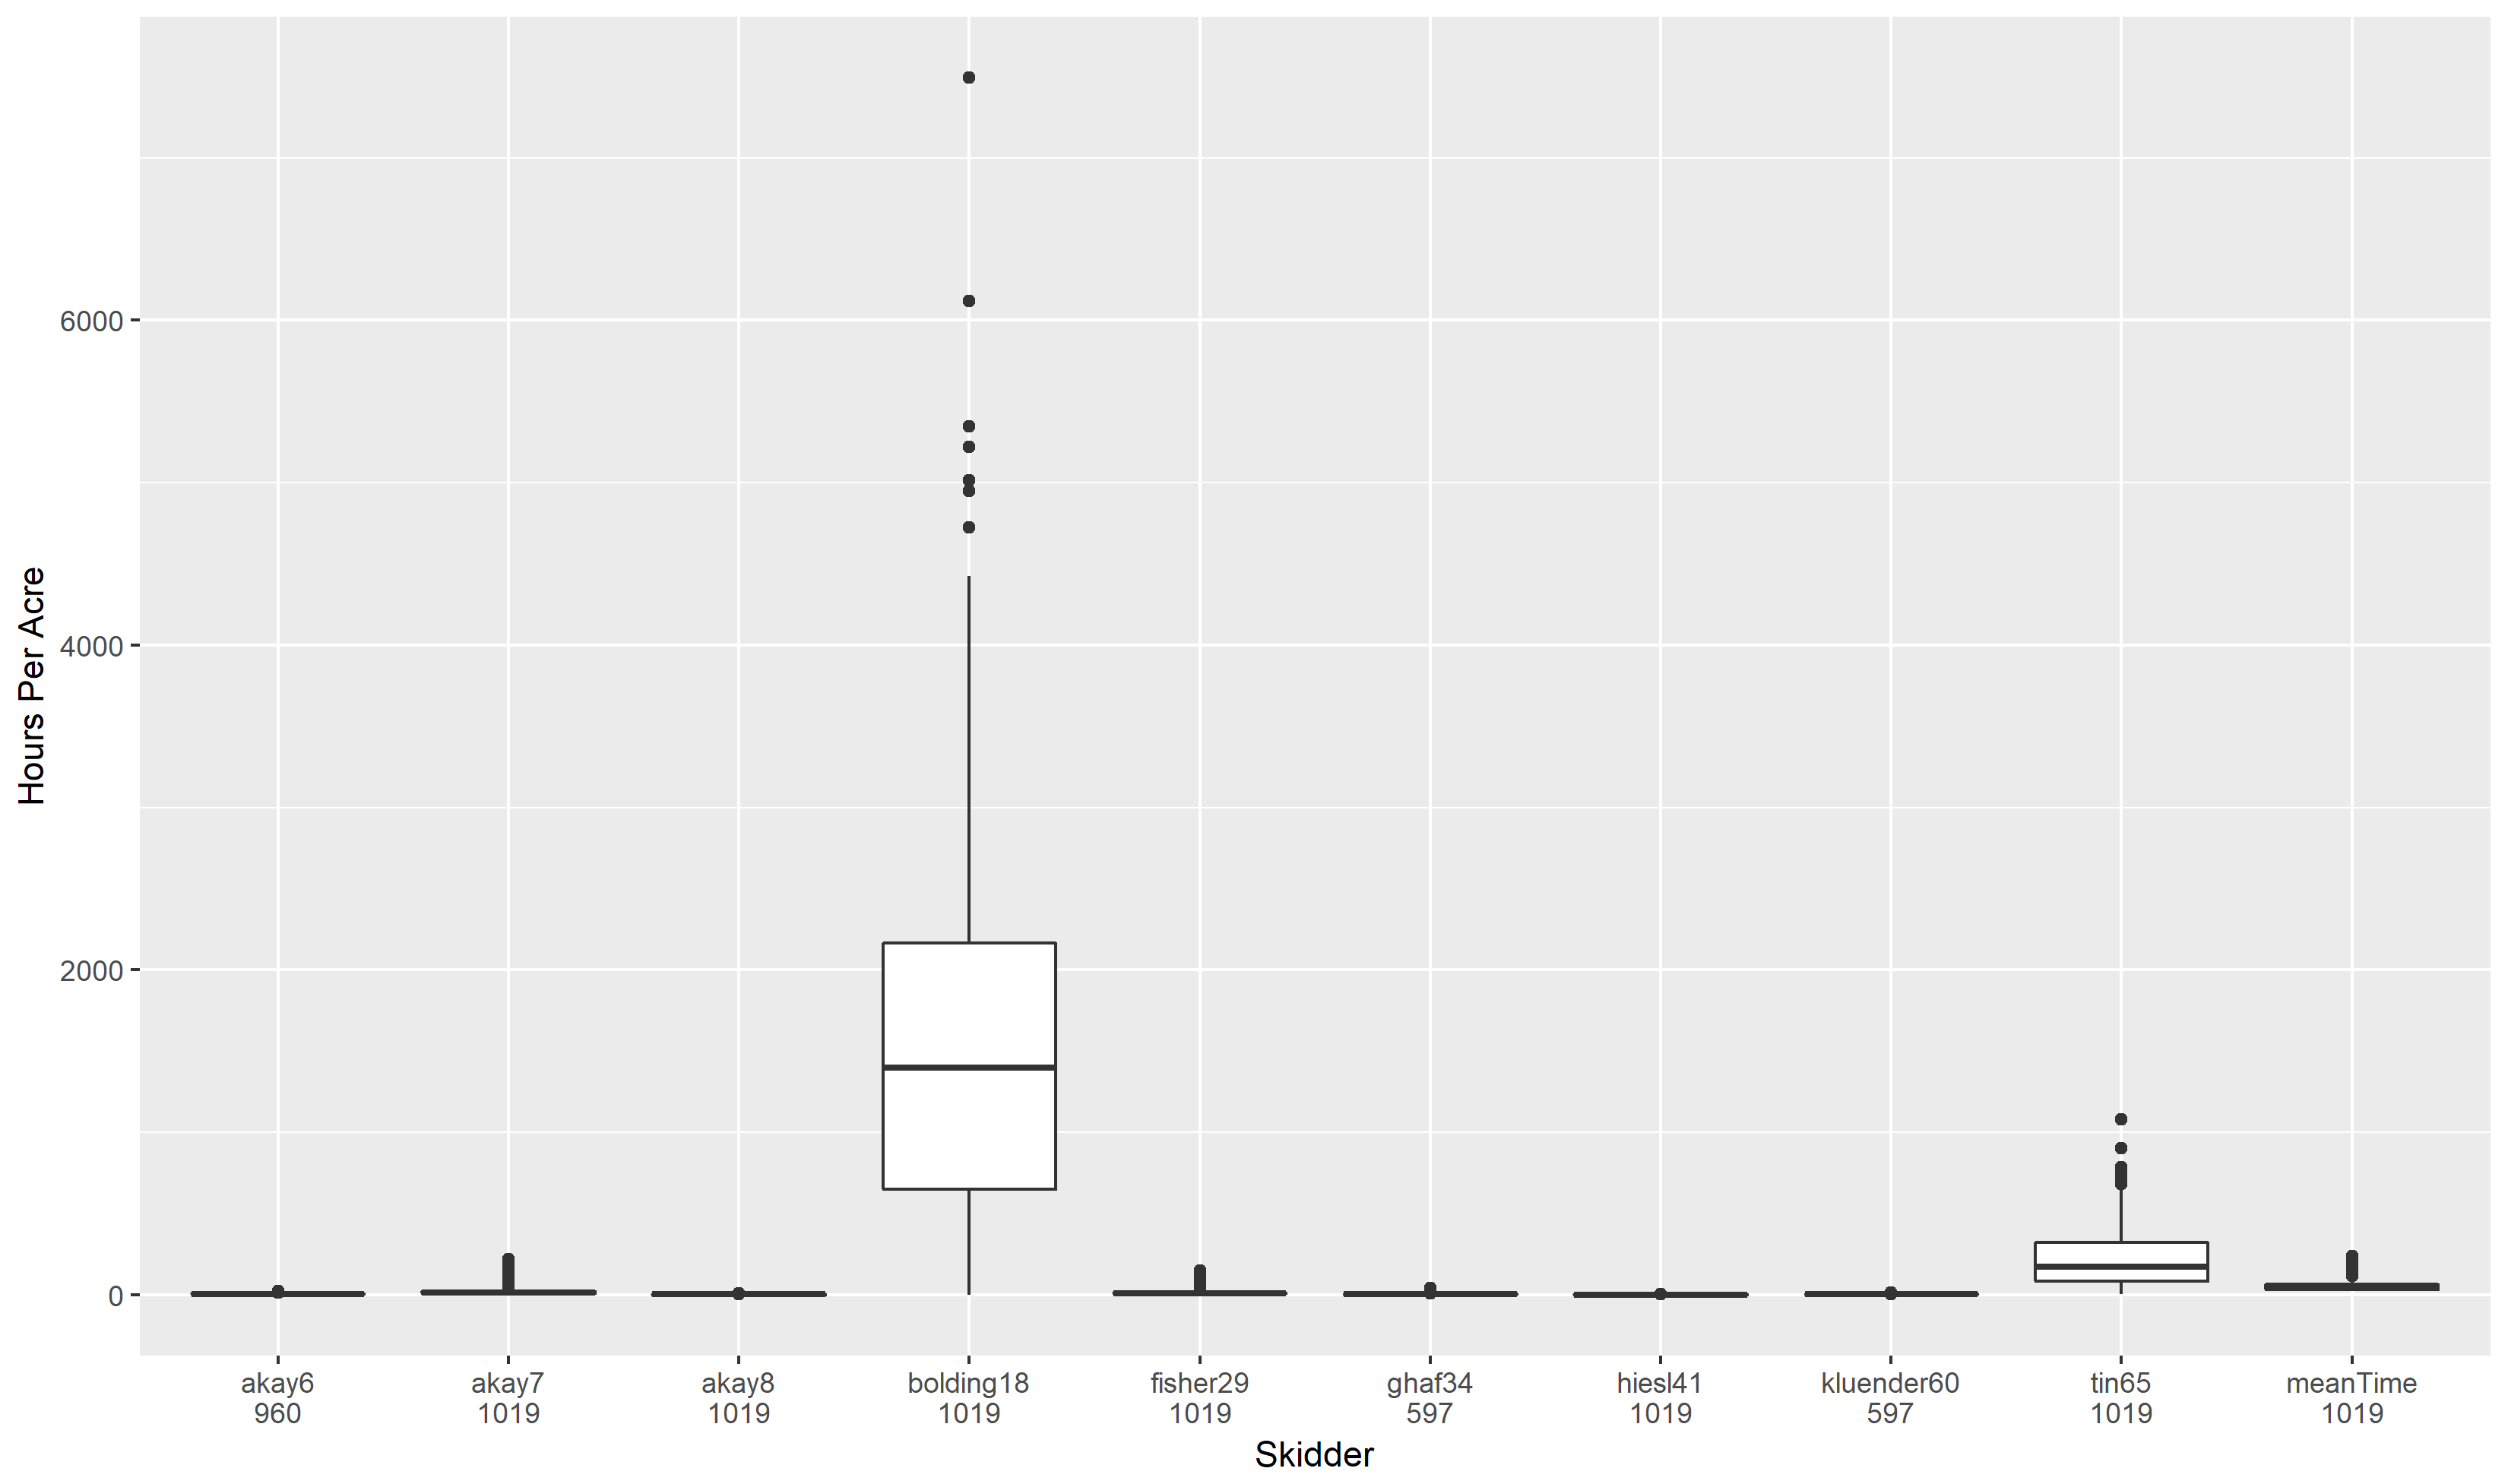 Hours Per Acre
6000
4000
2000
0
akay6 akay7 akay8 bolding18 fisher29 ghaf34 hiesl41 kluender60 tin65 meanTime
960 1019 1019 1019 1019 597 1019 597 1019 1019
Skidder